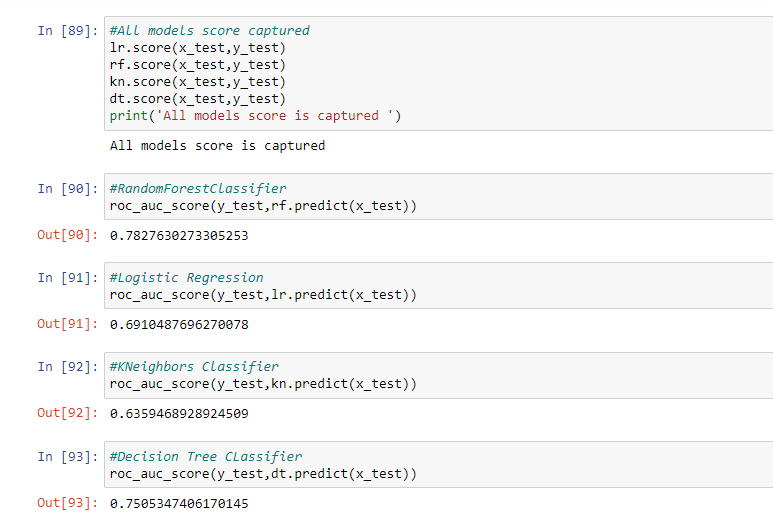 In [89]: #All models score captured
lr.score(x_test,y_test)
rf.score(x_test,y_test)
kn.score(x_test,y_test)
dt.score(x_test,y_test)
print('All models score is captured ')
All models score is captured
In [90]: #RandomForestClassifier
roc_auc_score(y_test,rf.predict(x_test))
Out[90]: 0.7827630273305253
In [91]: #Logistic Regression
roc_auc_score(y_test,lr.predict(x_test))
Out[91]: 0.6910487696270078
In [92]: #KNeighbors Classifier
roc_auc_score(y_test,kn.predict(x_test))
Out[92]: 0.6359468928924509
In [93]: #Decision Tree CLassifier
roc_auc_score(y_test,dt.predict(x_test))
Out[93]: 0.7505347406170145